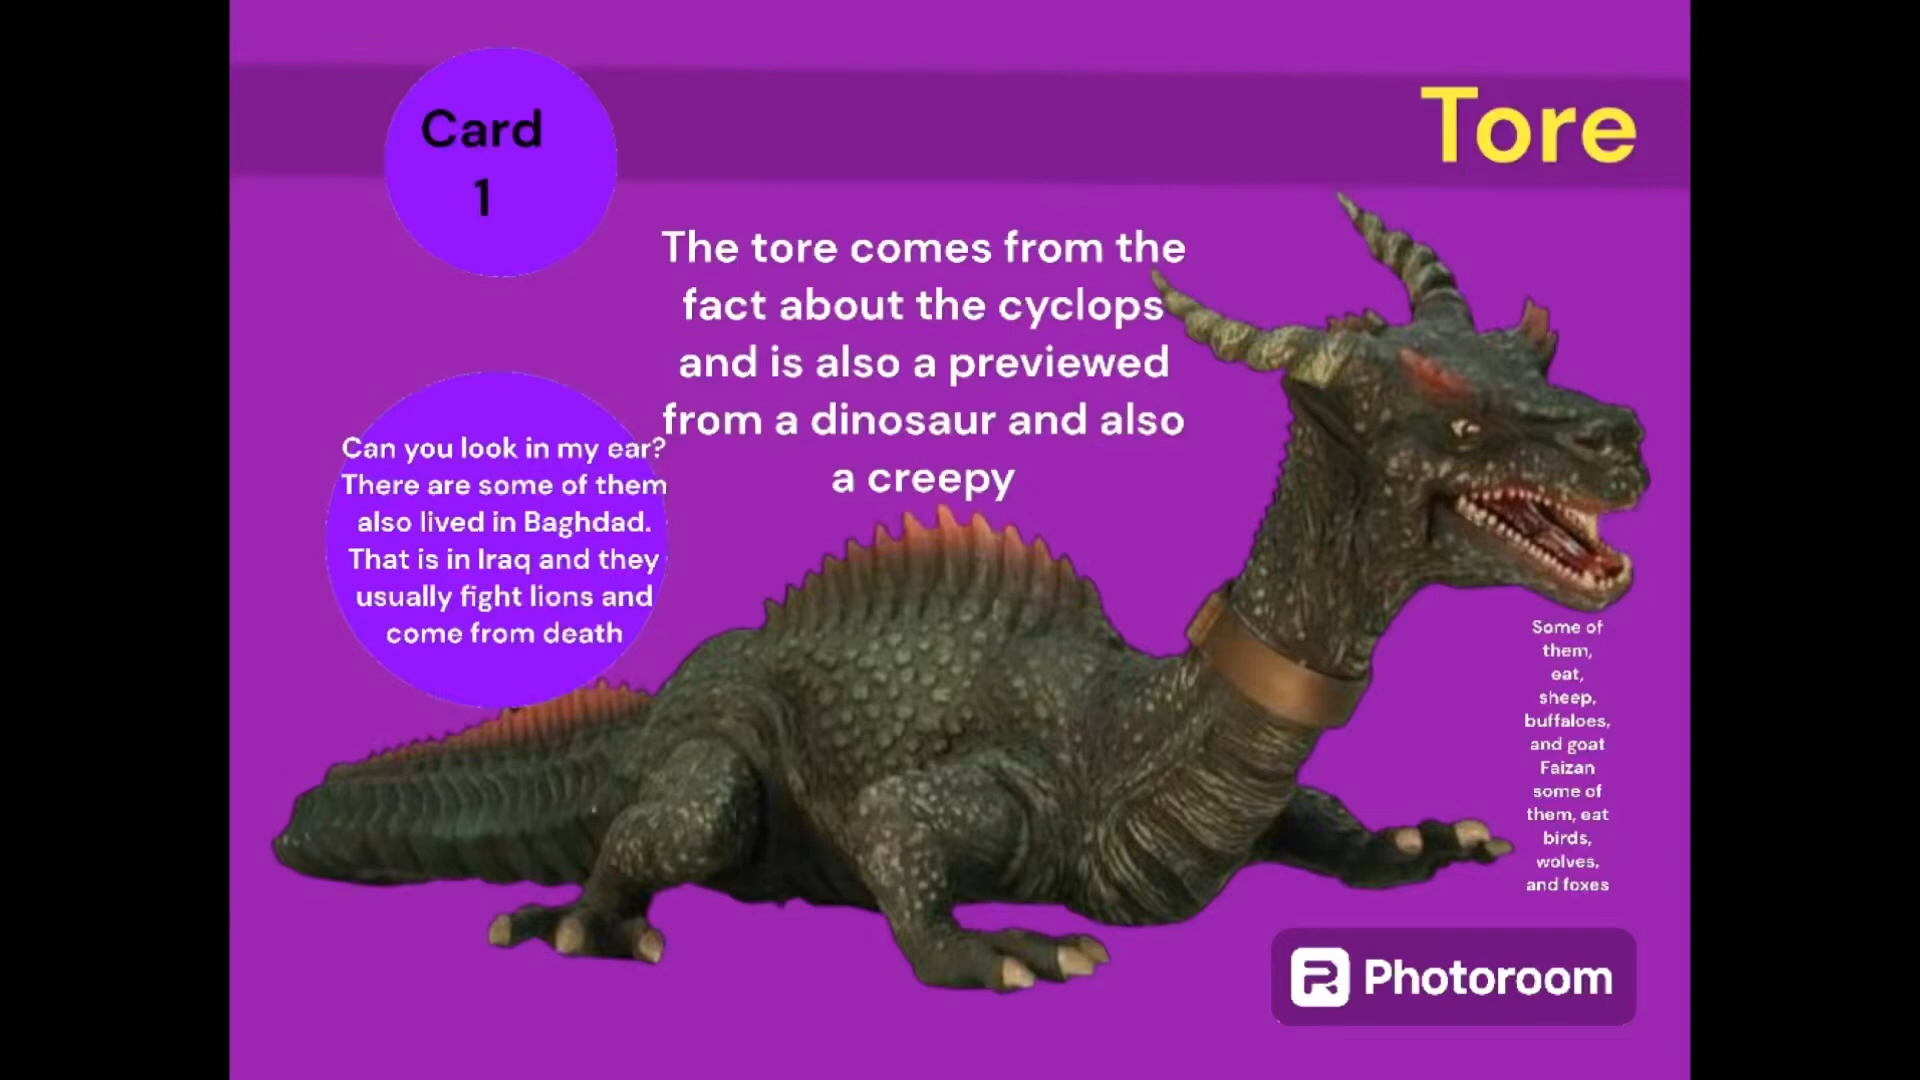 Card
1
Tore
The tore comes from the
fact about the cyclops
and is also a previewed
from a dinosaur and also
a creepy
Can you look in my ear?
There are some of them
also lived in Baghdad.
That is in Iraq and they
usually fight lions and
come from death
Some of
them,
eat,
sheep,
buffaloes,
and goat
Faizan
some of
them, eat
birds,
wolves,
and foxes
Photoroom